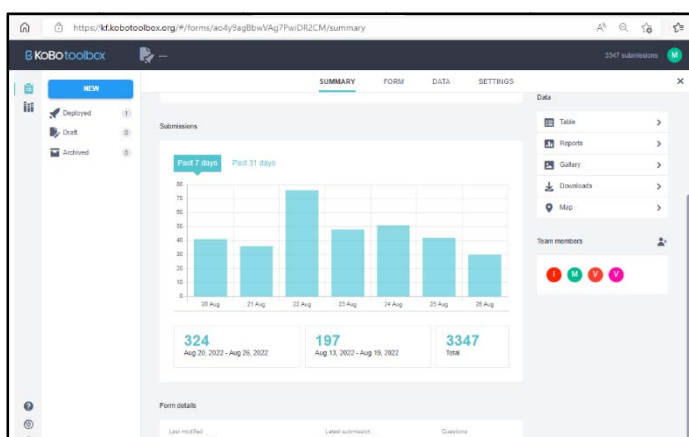 https://kf.kobotoolbox.org/#/forms/ao4y9agBbwVAg7PwiDR2CM/summary
KoBotoolbox
3347 submissions
M
NEW
Deployed 1
Draft 0
Archived 0
SUMMARY FORM DATA SETTINGS
Data
Table
Reports
Gallery
Downloads
Map
Team members
I M V V
Submissions
Past 7 days Past 31 days
80
70
60
50
40
30
20
10
0
20 Aug 21 Aug 22 Aug 23 Aug 24 Aug 25 Aug 26 Aug
324
Aug 20, 2022 - Aug 26, 2022
197
Aug 13, 2022 - Aug 19, 2022
3347
Total
Form details
Last modified Latest submission Questions